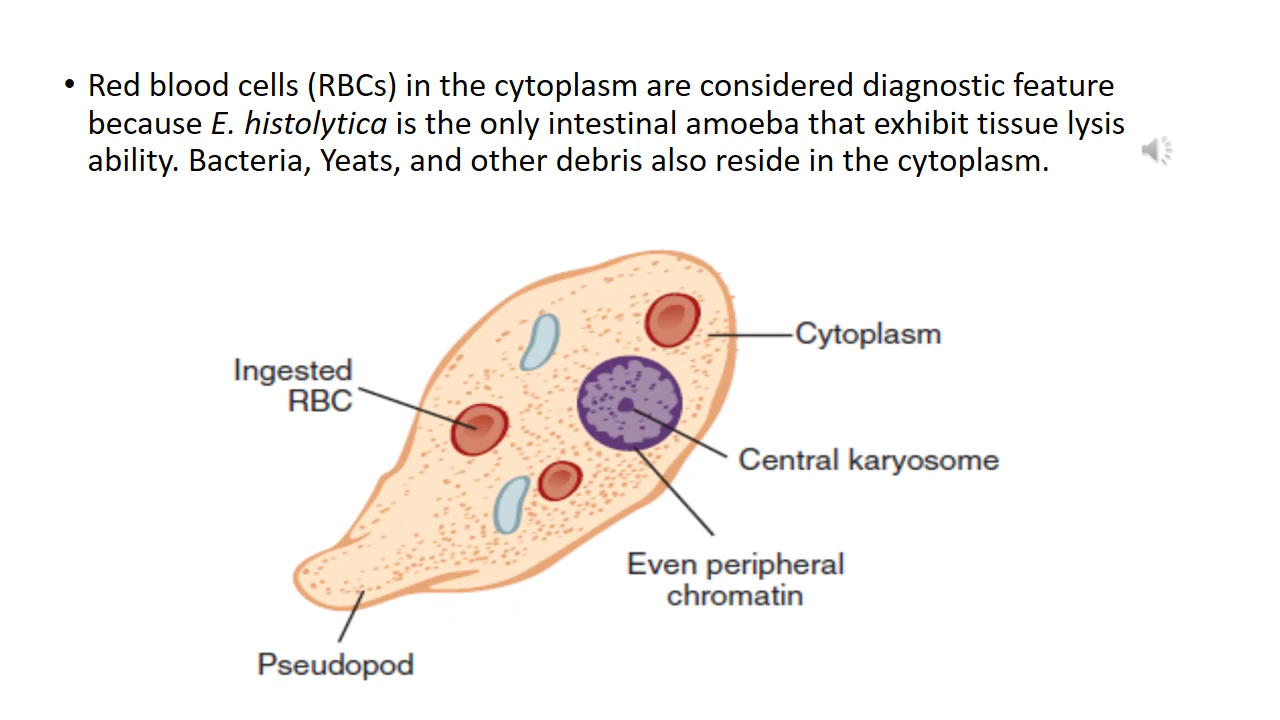 • Red blood cells (RBCs) in the cytoplasm are considered diagnostic feature
because E. histolytica is the only intestinal amoeba that exhibit tissue lysis
ability. Bacteria, Yeats, and other debris also reside in the cytoplasm.
Cytoplasm
Ingested
RBC
Central karyosome
Even peripheral
chromatin
Pseudopod